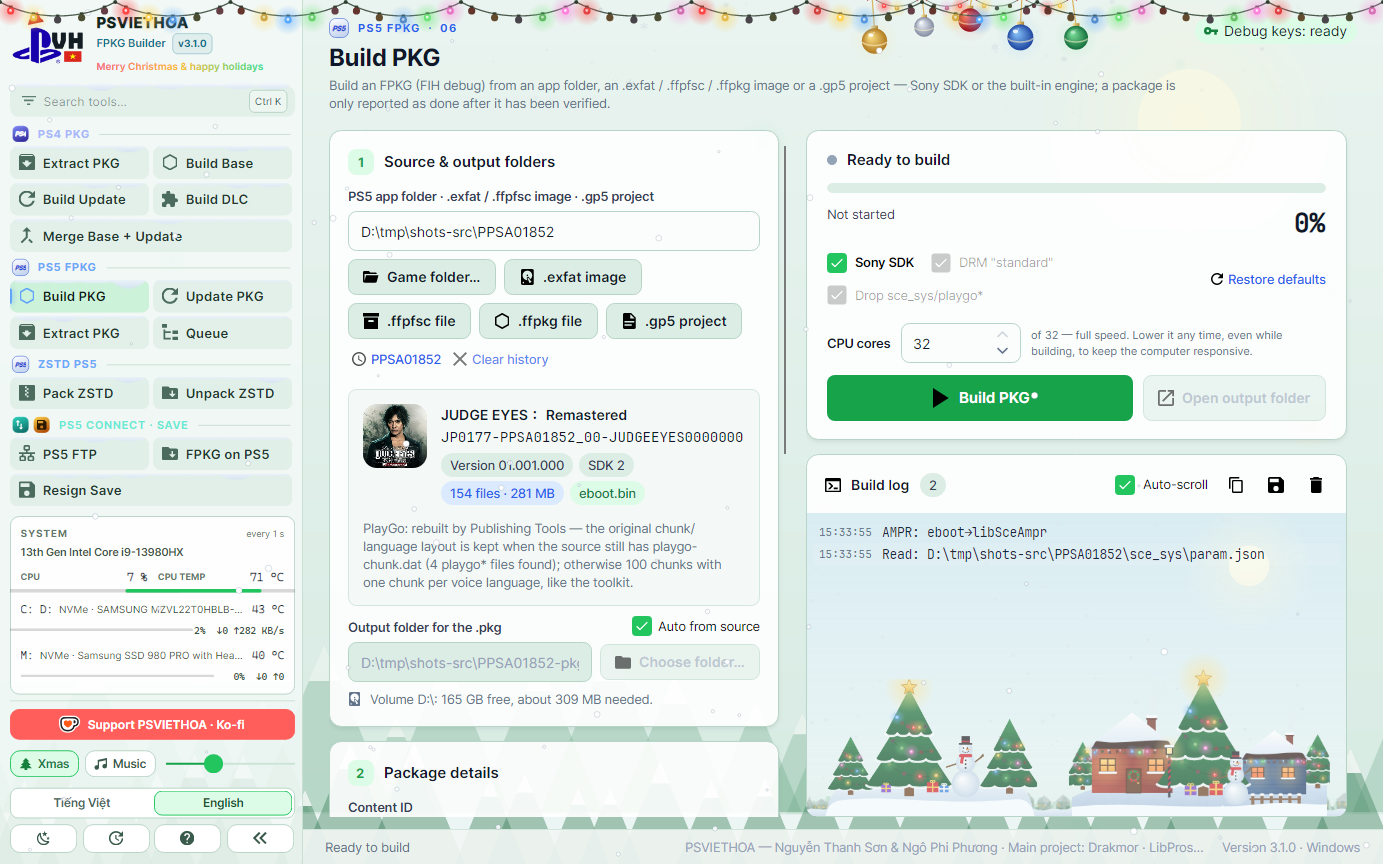 PSVIETHOA
VH
FPKG Builder v3.1.0
Merry Christmas & happy holidays
Search tools... Ctrl K
PS4 PS4 PKG
Extract PKG Build Base
Build Update Build DLC
Merge Base + Update
PS5 PS5 FPKG
Build PKG Update PKG
Extract PKG Queue
PS5 ZSTD PS5
Pack ZSTD Unpack ZSTD
PS5 CONNECT · SAVE
PS5 FTP FPKG on PS5
Resign Save
SYSTEM every 1 s
13th Gen Intel Core i9-13980HX
CPU 7 % CPU TEMP 71 °C
C: D: NVMe · SAMSUNG MZVL22T0HBLB-... 43 °C
2% ↓0 ↑282 KB/s
M: NVMe · Samsung SSD 980 PRO with Hea... 40 °C
0% ↓0 ↑0
Support PSVIETHOA · Ko-fi
Xmas Music
Tiếng Việt English
PS5 PS5 FPKG · 06
Debug keys: ready
Build PKG
Build an FPKG (FIH debug) from an app folder, an .exfat / .ffpfsc / .ffpkg image or a .gp5 project — Sony SDK or the built-in engine; a package is
only reported as done after it has been verified.
1 Source & output folders
PS5 app folder · .exfat / .ffpfsc image · .gp5 project
D:\tmp\shots-src\PPSA01852
Game folder... .exfat image
.ffpfsc file .ffpkg file .gp5 project
PPSA01852 Clear history
JUDGE EYES： Remastered
JP0177-PPSA01852_00-JUDGEEYES0000000
Version 01.001.000 SDK 2
154 files · 281 MB eboot.bin
JUDGE EYES
PlayGo: rebuilt by Publishing Tools — the original chunk/
language layout is kept when the source still has playgo-
chunk.dat (4 playgo* files found); otherwise 100 chunks with
one chunk per voice language, like the toolkit.
Output folder for the .pkg Auto from source
D:\tmp\shots-src\PPSA01852-pkg Choose folder...
Volume D:\: 165 GB free, about 309 MB needed.
2 Package details
Content ID
Ready to build
Not started 0%
Sony SDK DRM "standard"
Drop sce_sys/playgo*
Restore defaults
CPU cores 32 of 32 — full speed. Lower it any time, even while
building, to keep the computer responsive.
Build PKG Open output folder
Build log 2 Auto-scroll
15:33:55 AMPR: eboot→libSceAmpr
15:33:55 Read: D:\tmp\shots-src\PPSA01852\sce_sys\param.json
Ready to build PSVIETHOA — Nguyễn Thanh Sơn & Ngô Phi Phương · Main project: Drakmor · LibPros... Version 3.1.0 · Windows